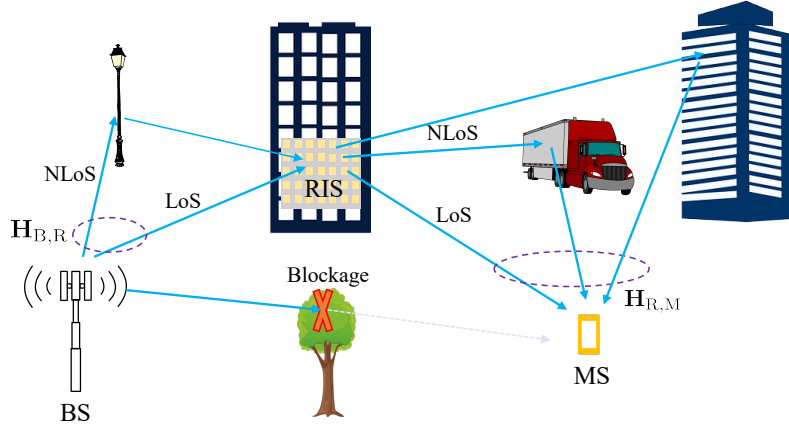 NLoS
RIS
NLoS
LoS
LoS
H_{B,R}
Blockage
H_{R,M}
BS
MS